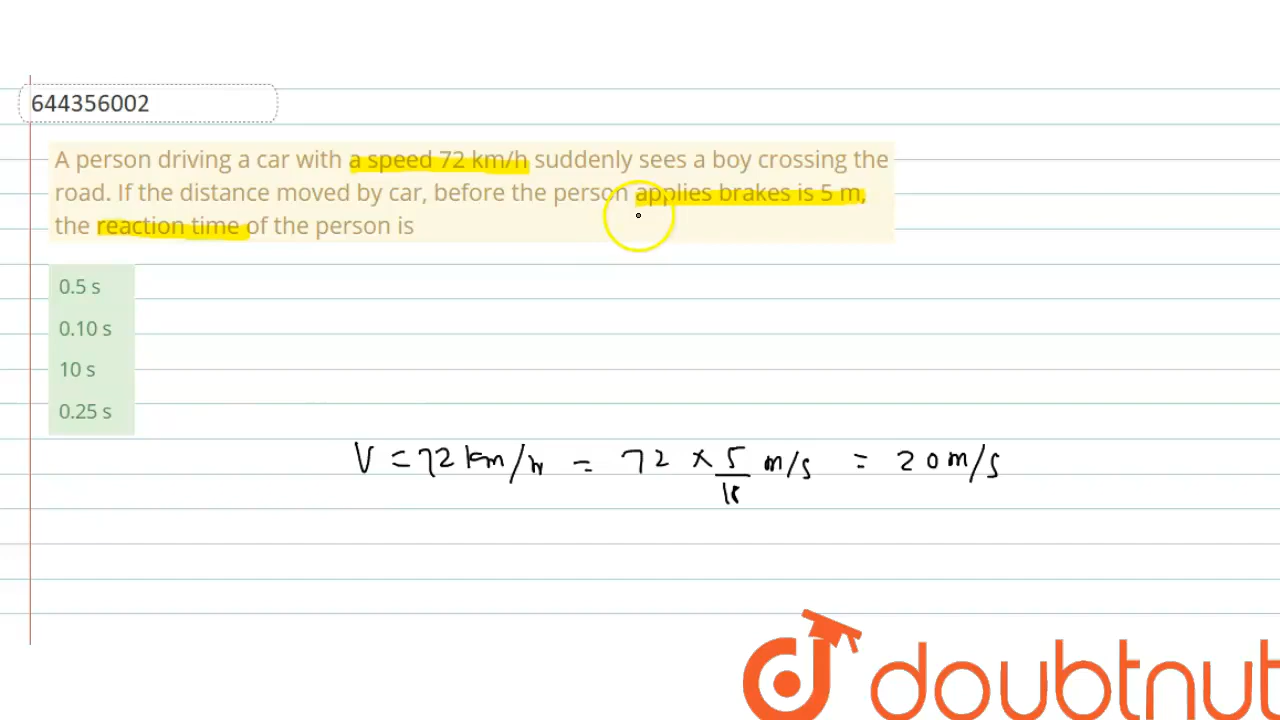 644356002
A person driving a car with a speed 72 km/h suddenly sees a boy crossing the
road. If the distance moved by car, before the person applies brakes is 5 m,
the reaction time of the person is
0.5 s
0.10 s
10 s
0.25 s
V = 72 km/h = 72 × 5/18 m/s = 20 m/s
doubtnut